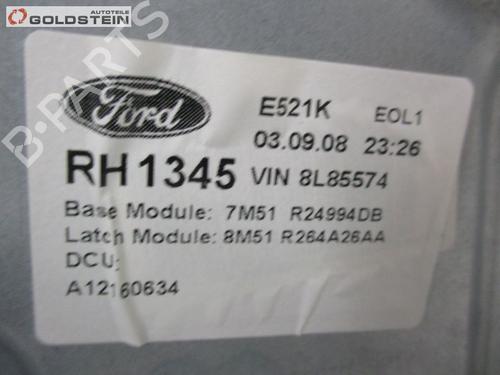 AUTOTEILE
GOLDSTEIN
B-PARTS
Ford
E521K EOL1
03.09.08 23:26
RH1345 VIN 8L85574
Base Module: 7M51 R24994DB
Latch Module: 8M51 R264A26AA
DCU:
A12160634